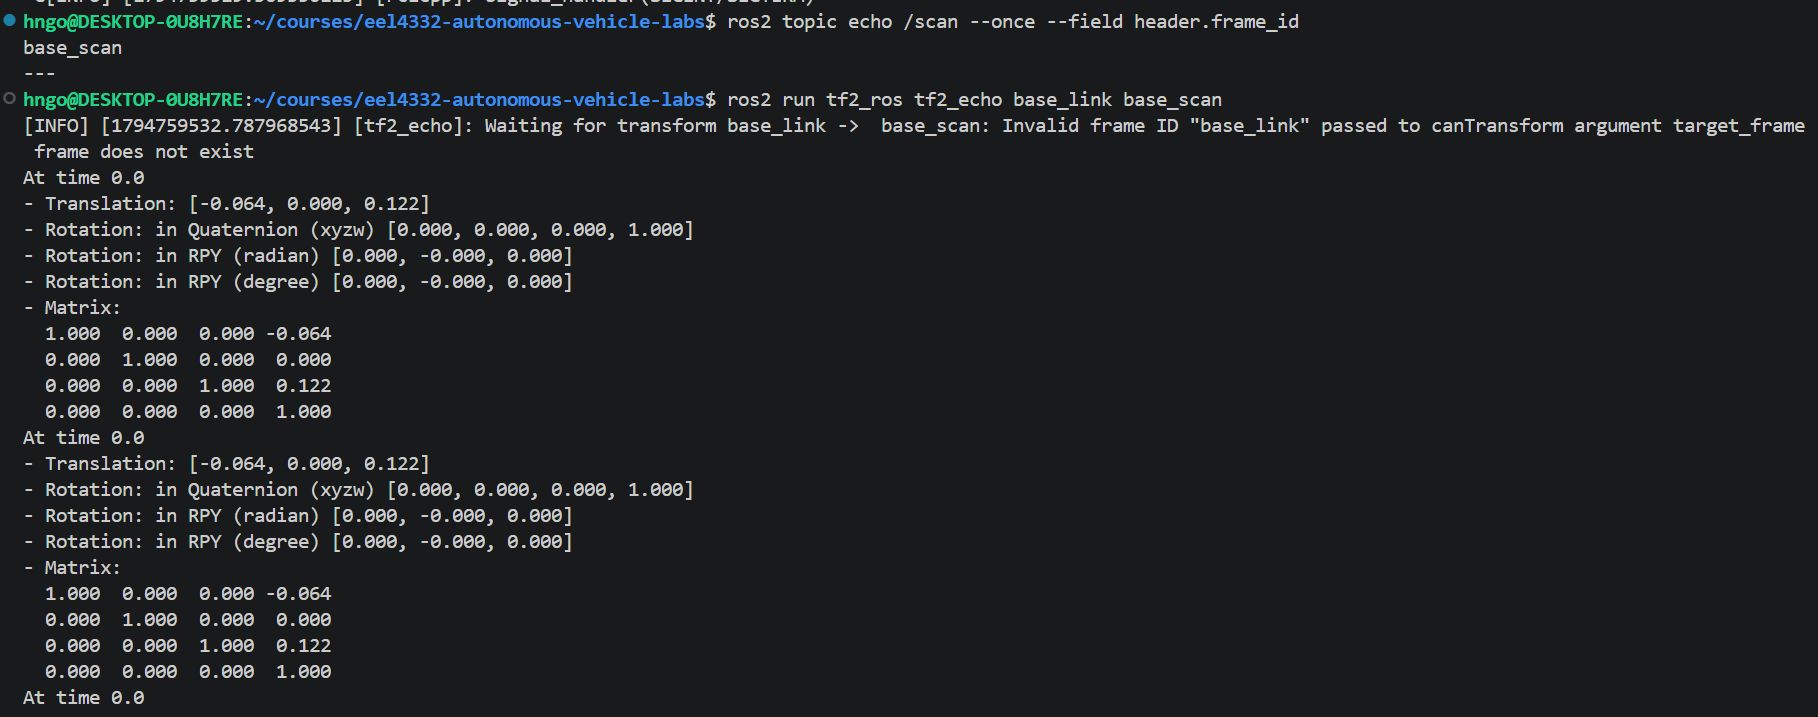 hngo@DESKTOP-0U8H7RE:~/courses/eel4332-autonomous-vehicle-labs$ ros2 topic echo /scan --once --field header.frame_id
base_scan
---
hngo@DESKTOP-0U8H7RE:~/courses/eel4332-autonomous-vehicle-labs$ ros2 run tf2_ros tf2_echo base_link base_scan
[INFO] [1794759532.787968543] [tf2_echo]: Waiting for transform base_link ->  base_scan: Invalid frame ID "base_link" passed to canTransform argument target_frame
 frame does not exist
At time 0.0
- Translation: [-0.064, 0.000, 0.122]
- Rotation: in Quaternion (xyzw) [0.000, 0.000, 0.000, 1.000]
- Rotation: in RPY (radian) [0.000, -0.000, 0.000]
- Rotation: in RPY (degree) [0.000, -0.000, 0.000]
- Matrix:
  1.000  0.000  0.000 -0.064
  0.000  1.000  0.000  0.000
  0.000  0.000  1.000  0.122
  0.000  0.000  0.000  1.000
At time 0.0
- Translation: [-0.064, 0.000, 0.122]
- Rotation: in Quaternion (xyzw) [0.000, 0.000, 0.000, 1.000]
- Rotation: in RPY (radian) [0.000, -0.000, 0.000]
- Rotation: in RPY (degree) [0.000, -0.000, 0.000]
- Matrix:
  1.000  0.000  0.000 -0.064
  0.000  1.000  0.000  0.000
  0.000  0.000  1.000  0.122
  0.000  0.000  0.000  1.000
At time 0.0